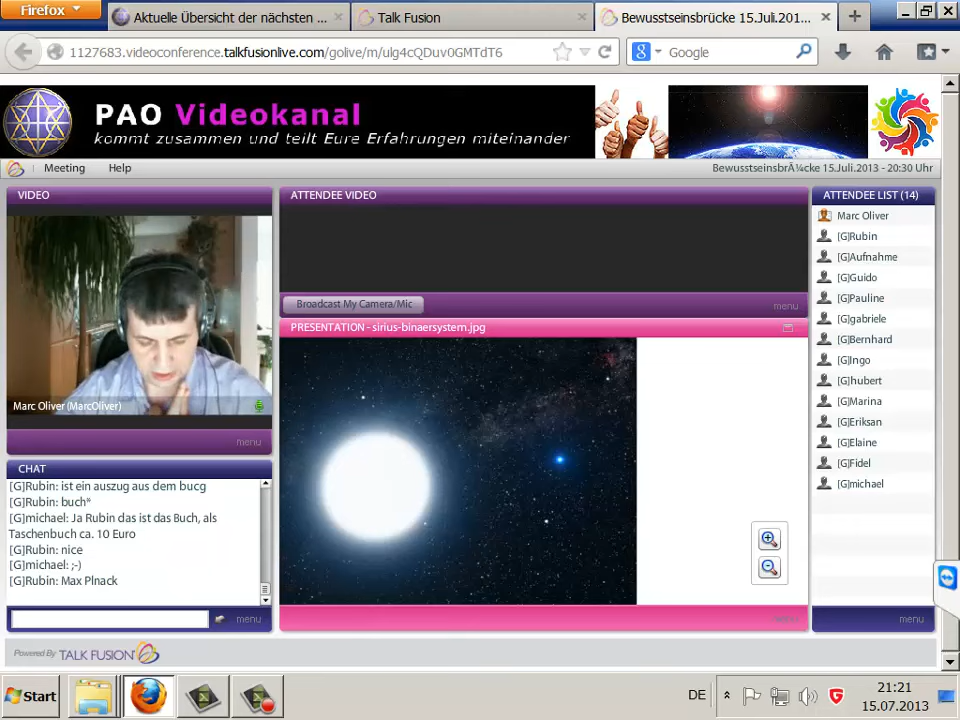 Firefox
Aktuelle Übersicht der nächsten ...
Talk Fusion
Bewusstseinsbrücke 15.Juli.201...
1127683.videoconference.talkfusionlive.com/golive/m/ulg4cQDuv0GMTdT6
Google
PAO Videokanal
kommt zusammen und teilt Eure Erfahrungen miteinander
Meeting Help
BewusstseinsbrÃ¼cke 15.Juli.2013 - 20:30 Uhr
VIDEO
Marc Oliver (MarcOliver)
menu
CHAT
[G]Rubin: ist ein auszug aus dem bucg
[G]Rubin: buch*
[G]michael: Ja Rubin das ist das Buch, als
Taschenbuch ca. 10 Euro
[G]Rubin: nice
[G]michael: ;-)
[G]Rubin: Max Plnack
menu
ATTENDEE VIDEO
Broadcast My Camera/Mic
menu
PRESENTATION - sirius-binaersystem.jpg
ATTENDEE LIST (14)
Marc Oliver
[G]Rubin
[G]Aufnahme
[G]Guido
[G]Pauline
[G]gabriele
[G]Bernhard
[G]Ingo
[G]hubert
[G]Marina
[G]Eriksan
[G]Elaine
[G]Fidel
[G]michael
menu
Powered By TALK FUSION
Start
DE
21:21
15.07.2013